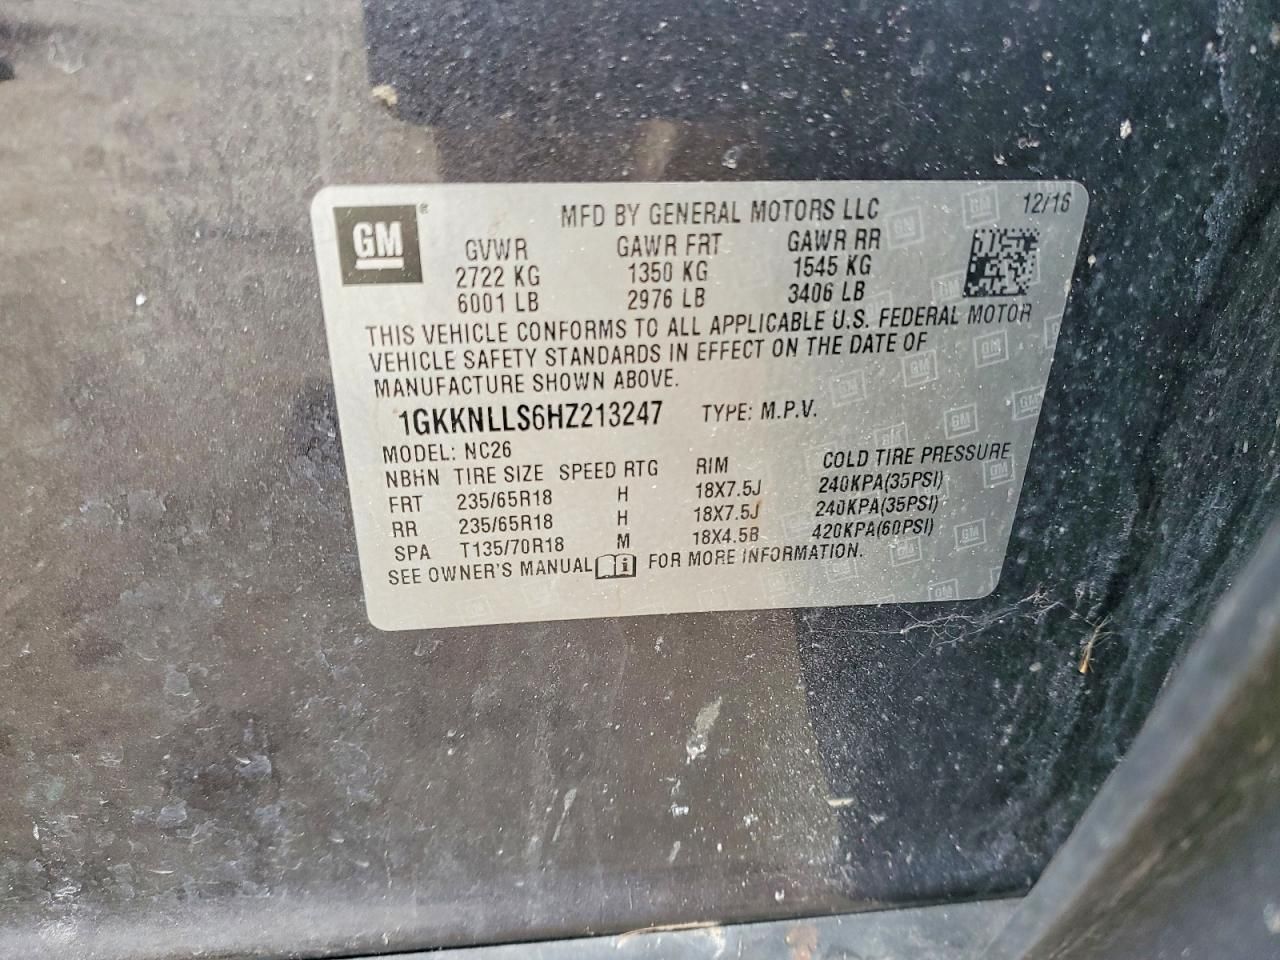 GM ® MFD BY GENERAL MOTORS LLC 12/16
GVWR GAWR FRT GAWR RR
2722 KG 1350 KG 1545 KG
6001 LB 2976 LB 3406 LB
THIS VEHICLE CONFORMS TO ALL APPLICABLE U.S. FEDERAL MOTOR
VEHICLE SAFETY STANDARDS IN EFFECT ON THE DATE OF
MANUFACTURE SHOWN ABOVE.
1GKKNLLS6HZ213247 TYPE: M.P.V.
MODEL: NC26
NBHN TIRE SIZE SPEED RTG RIM COLD TIRE PRESSURE
FRT 235/65R18 H 18X7.5J 240KPA(35PSI)
RR 235/65R18 H 18X7.5J 240KPA(35PSI)
SPA T135/70R18 M 18X4.5B 420KPA(60PSI)
SEE OWNER'S MANUAL FOR MORE INFORMATION.